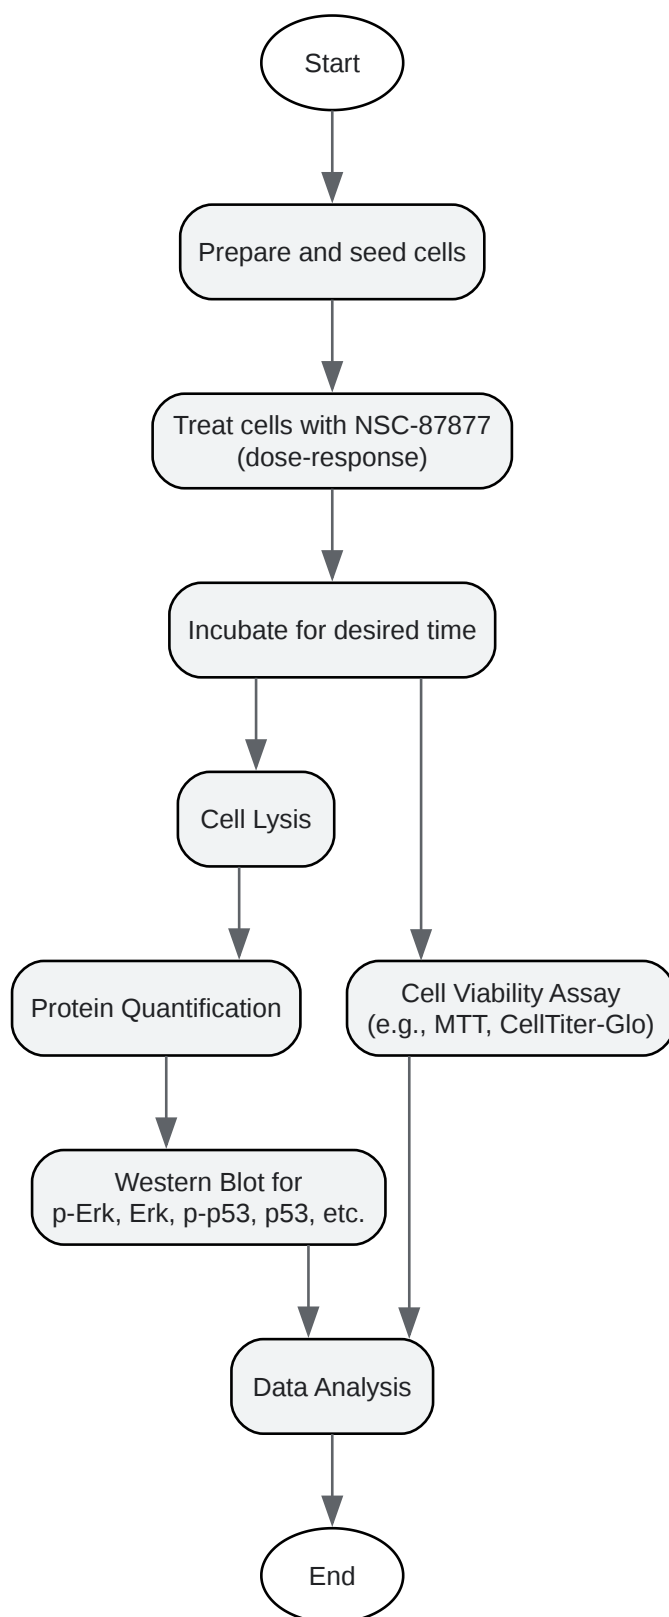 Start
Prepare and seed cells
Treat cells with NSC-87877
(dose-response)
Incubate for desired time
Cell Lysis
Protein Quantification
Cell Viability Assay
(e.g., MTT, CellTiter-Glo)
Western Blot for
p-Erk, Erk, p-p53, p53, etc.
Data Analysis
End